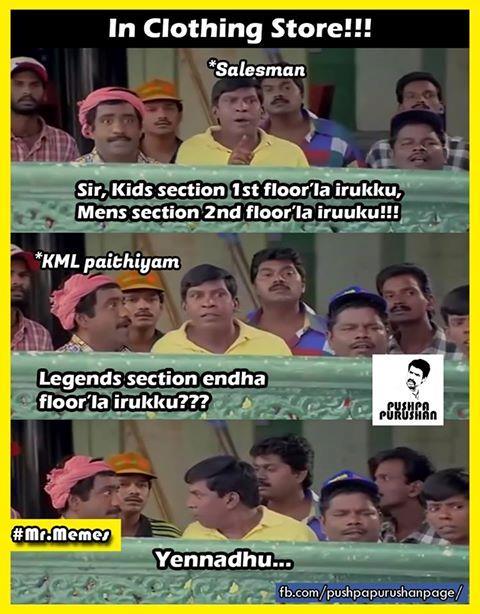 In Clothing Store!!!
*Salesman
Sir, Kids section 1st floor'la irukku,
Mens section 2nd floor'la iruuku!!!
*KML paithiyam
Legends section endha
floor'la irukku???
PUSHPA
PURUSHAN
#Mr.Memes
Yennadhu...
fb.com/pushpapurushanpage/